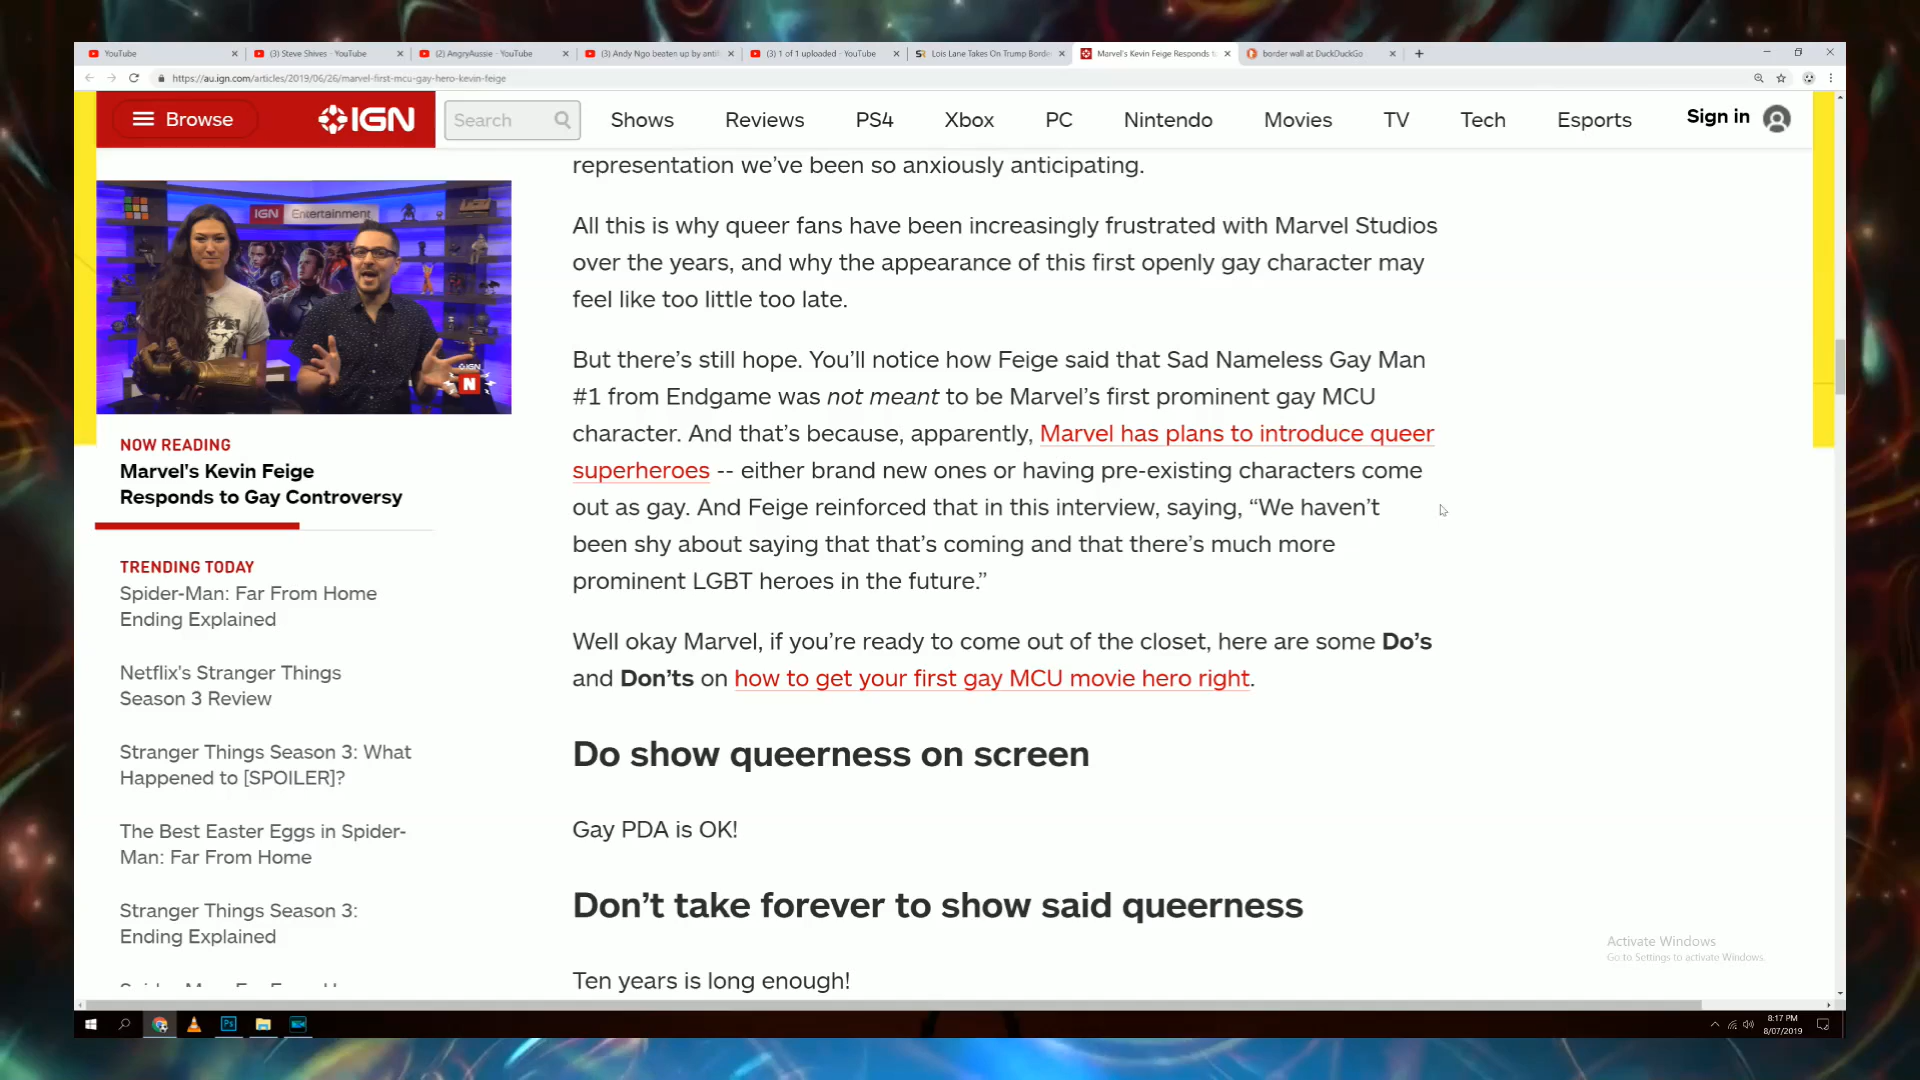 YouTube
(3) Steve Shives - YouTube
(2) AngryAussie - YouTube
(3) Andy Ngo beaten up by antifa
(3) 1 of 1 uploaded - YouTube
Lois Lane Takes On Trump Borde
Marvel's Kevin Feige Responds t
border wall at DuckDuckGo
https://au.ign.com/articles/2019/06/26/marvel-first-mcu-gay-hero-kevin-feige
Browse
IGN
Search
Shows
Reviews
PS4
Xbox
PC
Nintendo
Movies
TV
Tech
Esports
Sign in
IGN Entertainment
IGN
N
NOW READING
Marvel's Kevin Feige
Responds to Gay Controversy
TRENDING TODAY
Spider-Man: Far From Home
Ending Explained
Netflix's Stranger Things
Season 3 Review
Stranger Things Season 3: What
Happened to [SPOILER]?
The Best Easter Eggs in Spider-
Man: Far From Home
Stranger Things Season 3:
Ending Explained
representation we've been so anxiously anticipating.
All this is why queer fans have been increasingly frustrated with Marvel Studios
over the years, and why the appearance of this first openly gay character may
feel like too little too late.
But there's still hope. You'll notice how Feige said that Sad Nameless Gay Man
#1 from Endgame was not meant to be Marvel's first prominent gay MCU
character. And that's because, apparently, Marvel has plans to introduce queer
superheroes -- either brand new ones or having pre-existing characters come
out as gay. And Feige reinforced that in this interview, saying, “We haven't
been shy about saying that that's coming and that there's much more
prominent LGBT heroes in the future.”
Well okay Marvel, if you're ready to come out of the closet, here are some Do's
and Don'ts on how to get your first gay MCU movie hero right.
Do show queerness on screen
Gay PDA is OK!
Don't take forever to show said queerness
Ten years is long enough!
Activate Windows
Go to Settings to activate Windows.
Ps
8:17 PM
8/07/2019